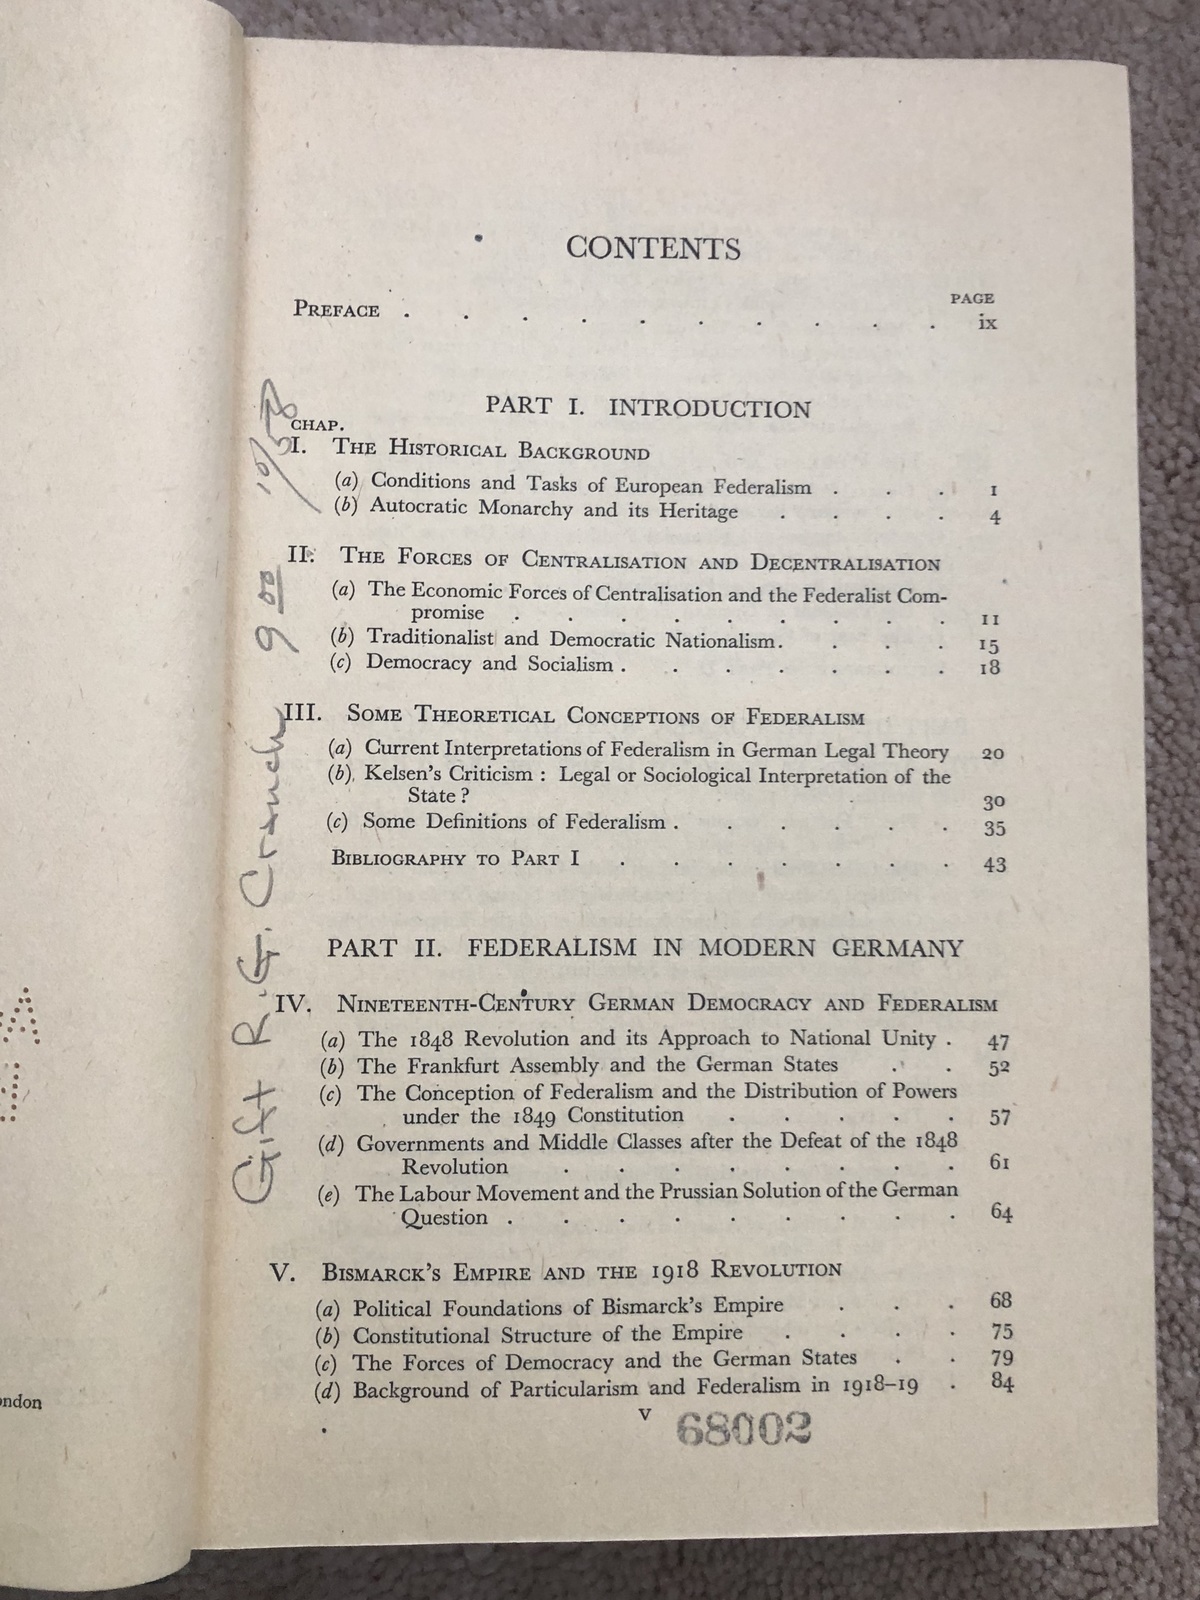 CONTENTS
PAGE
PREFACE . . . . . . . . . . ix
PART I. INTRODUCTION
CHAP.
I. THE HISTORICAL BACKGROUND
(a) Conditions and Tasks of European Federalism . . . 1
(b) Autocratic Monarchy and its Heritage . . . . 4
II. THE FORCES OF CENTRALISATION AND DECENTRALISATION
(a) The Economic Forces of Centralisation and the Federalist Com-
promise . . . . . . . . . 11
(b) Traditionalist and Democratic Nationalism. . . . 15
(c) Democracy and Socialism . . . . . . . 18
III. SOME THEORETICAL CONCEPTIONS OF FEDERALISM
(a) Current Interpretations of Federalism in German Legal Theory 20
(b) Kelsen's Criticism : Legal or Sociological Interpretation of the
State ? 30
(c) Some Definitions of Federalism . . . . . . 35
BIBLIOGRAPHY TO PART I . . . . . . . 43
PART II. FEDERALISM IN MODERN GERMANY
IV. NINETEENTH-CENTURY GERMAN DEMOCRACY AND FEDERALISM
(a) The 1848 Revolution and its Approach to National Unity . 47
(b) The Frankfurt Assembly and the German States . . 52
(c) The Conception of Federalism and the Distribution of Powers
under the 1849 Constitution . . . . . 57
(d) Governments and Middle Classes after the Defeat of the 1848
Revolution . . . . . . . . 61
(e) The Labour Movement and the Prussian Solution of the German
Question . . . . . . . . . 64
V. BISMARCK'S EMPIRE AND THE 1918 REVOLUTION
(a) Political Foundations of Bismarck's Empire . . . 68
(b) Constitutional Structure of the Empire . . . . 75
(c) The Forces of Democracy and the German States . . 79
(d) Background of Particularism and Federalism in 1918–19 . 84
v
68002
Gift R. G.
ondon